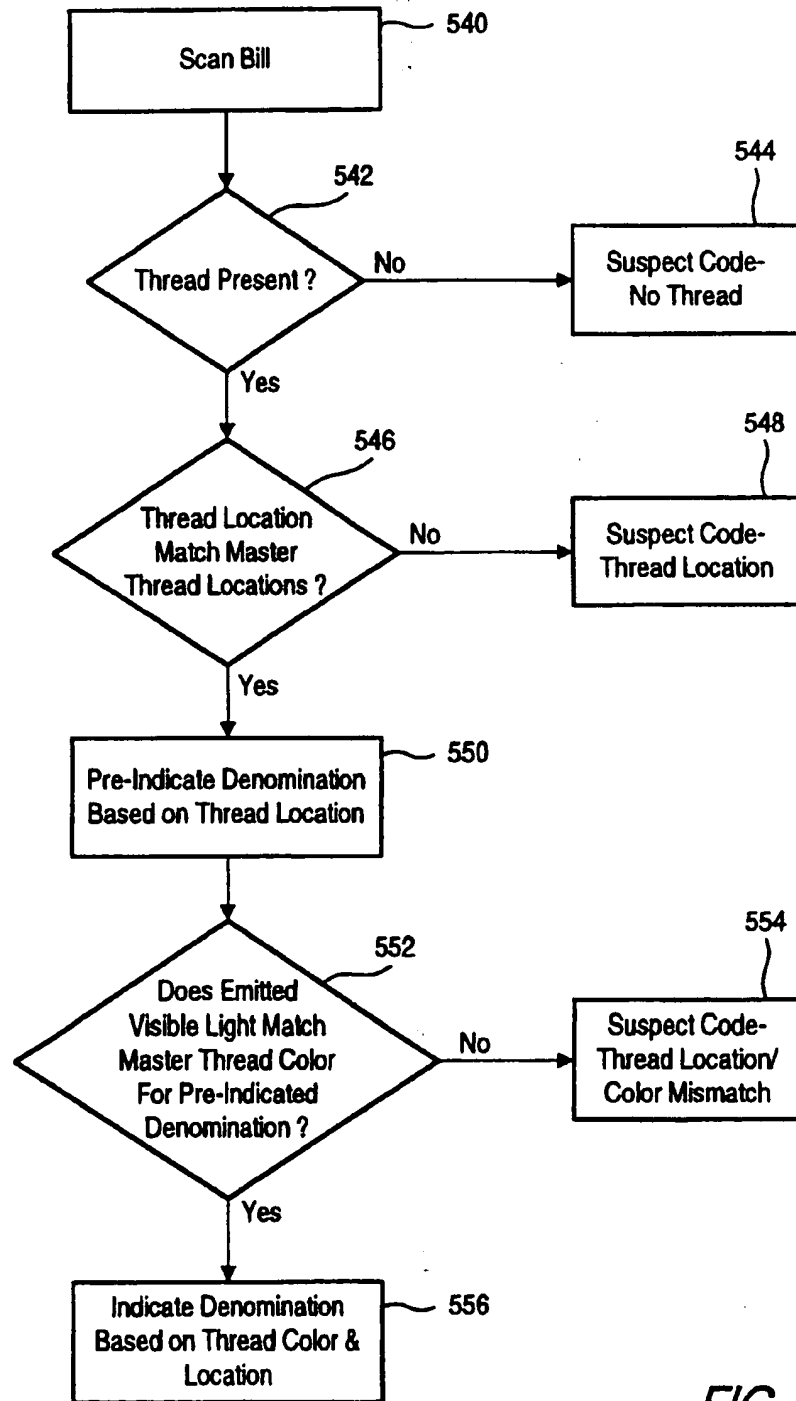 540
Scan Bill
542
544
Thread Present ?
No
Suspect Code-
No Thread
Yes
546
548
Thread Location
Match Master
Thread Locations ?
No
Suspect Code-
Thread Location
Yes
550
Pre-Indicate Denomination
Based on Thread Location
552
554
Does Emitted
Visible Light Match
Master Thread Color
For Pre-Indicated
Denomination ?
No
Suspect Code-
Thread Location/
Color Mismatch
Yes
556
Indicate Denomination
Based on Thread Color &
Location
FIG